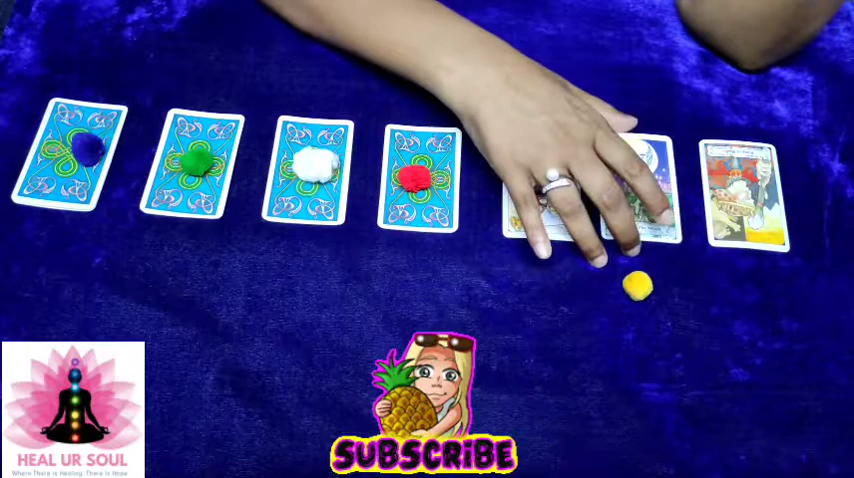 HEAL UR SOUL
Where There is Healing, There is Hope
SUBSCRIBE